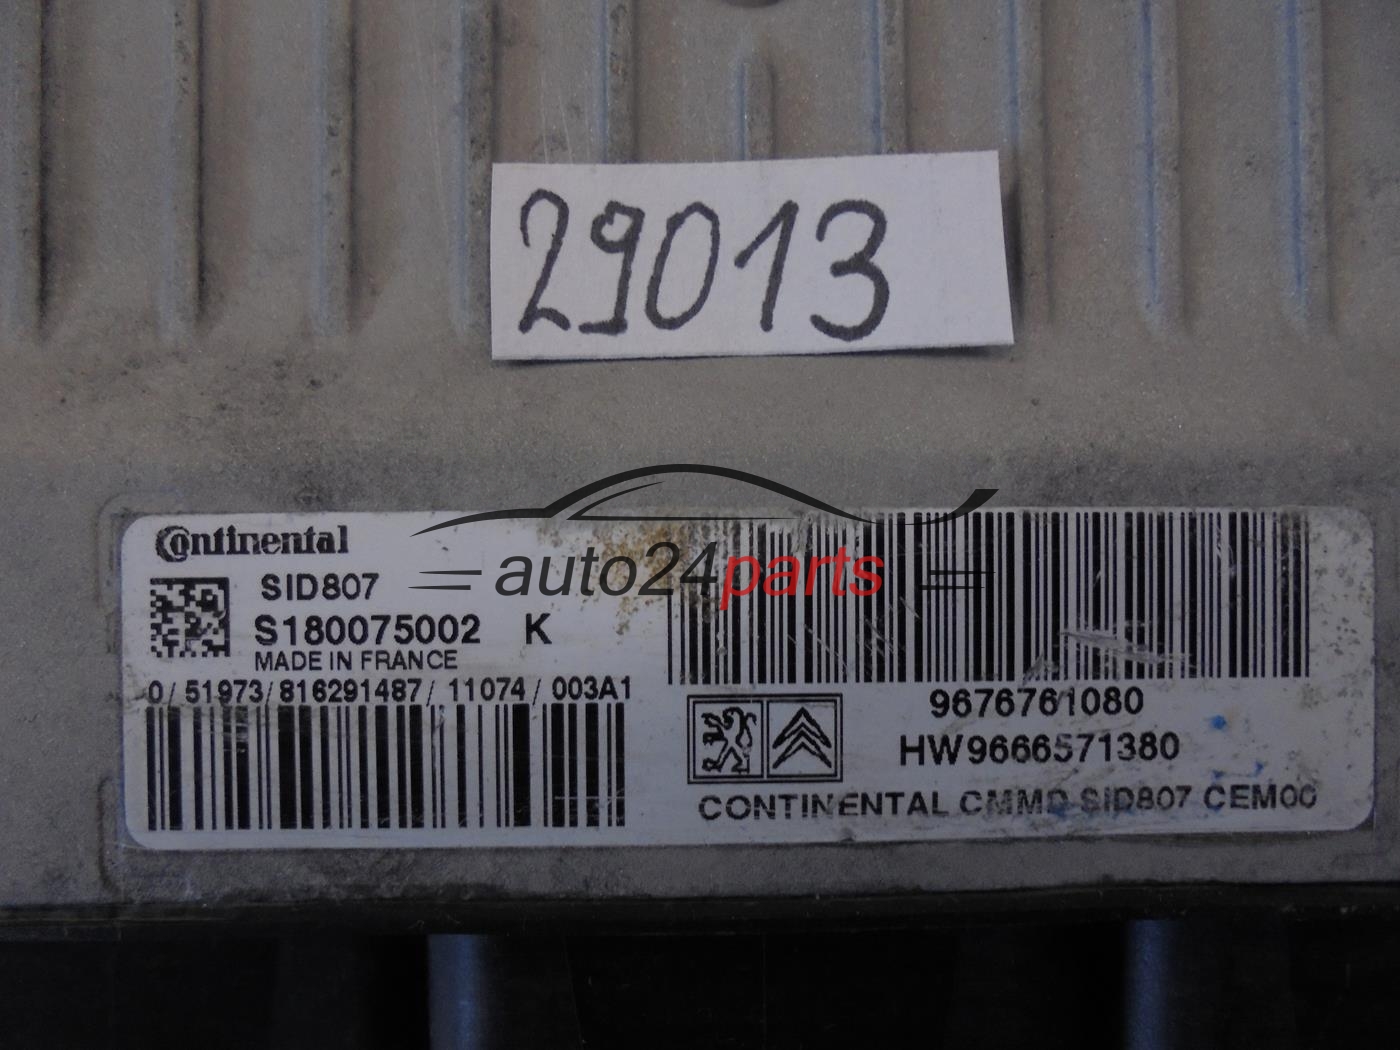 29013
Continental
SID807
S180075002 K
MADE IN FRANCE
0/ 51973/ 816291487/ 11074/ 003A1
auto24parts
9676761080
HW9666571380
CONTINENTAL CMMD SID807 CEM00